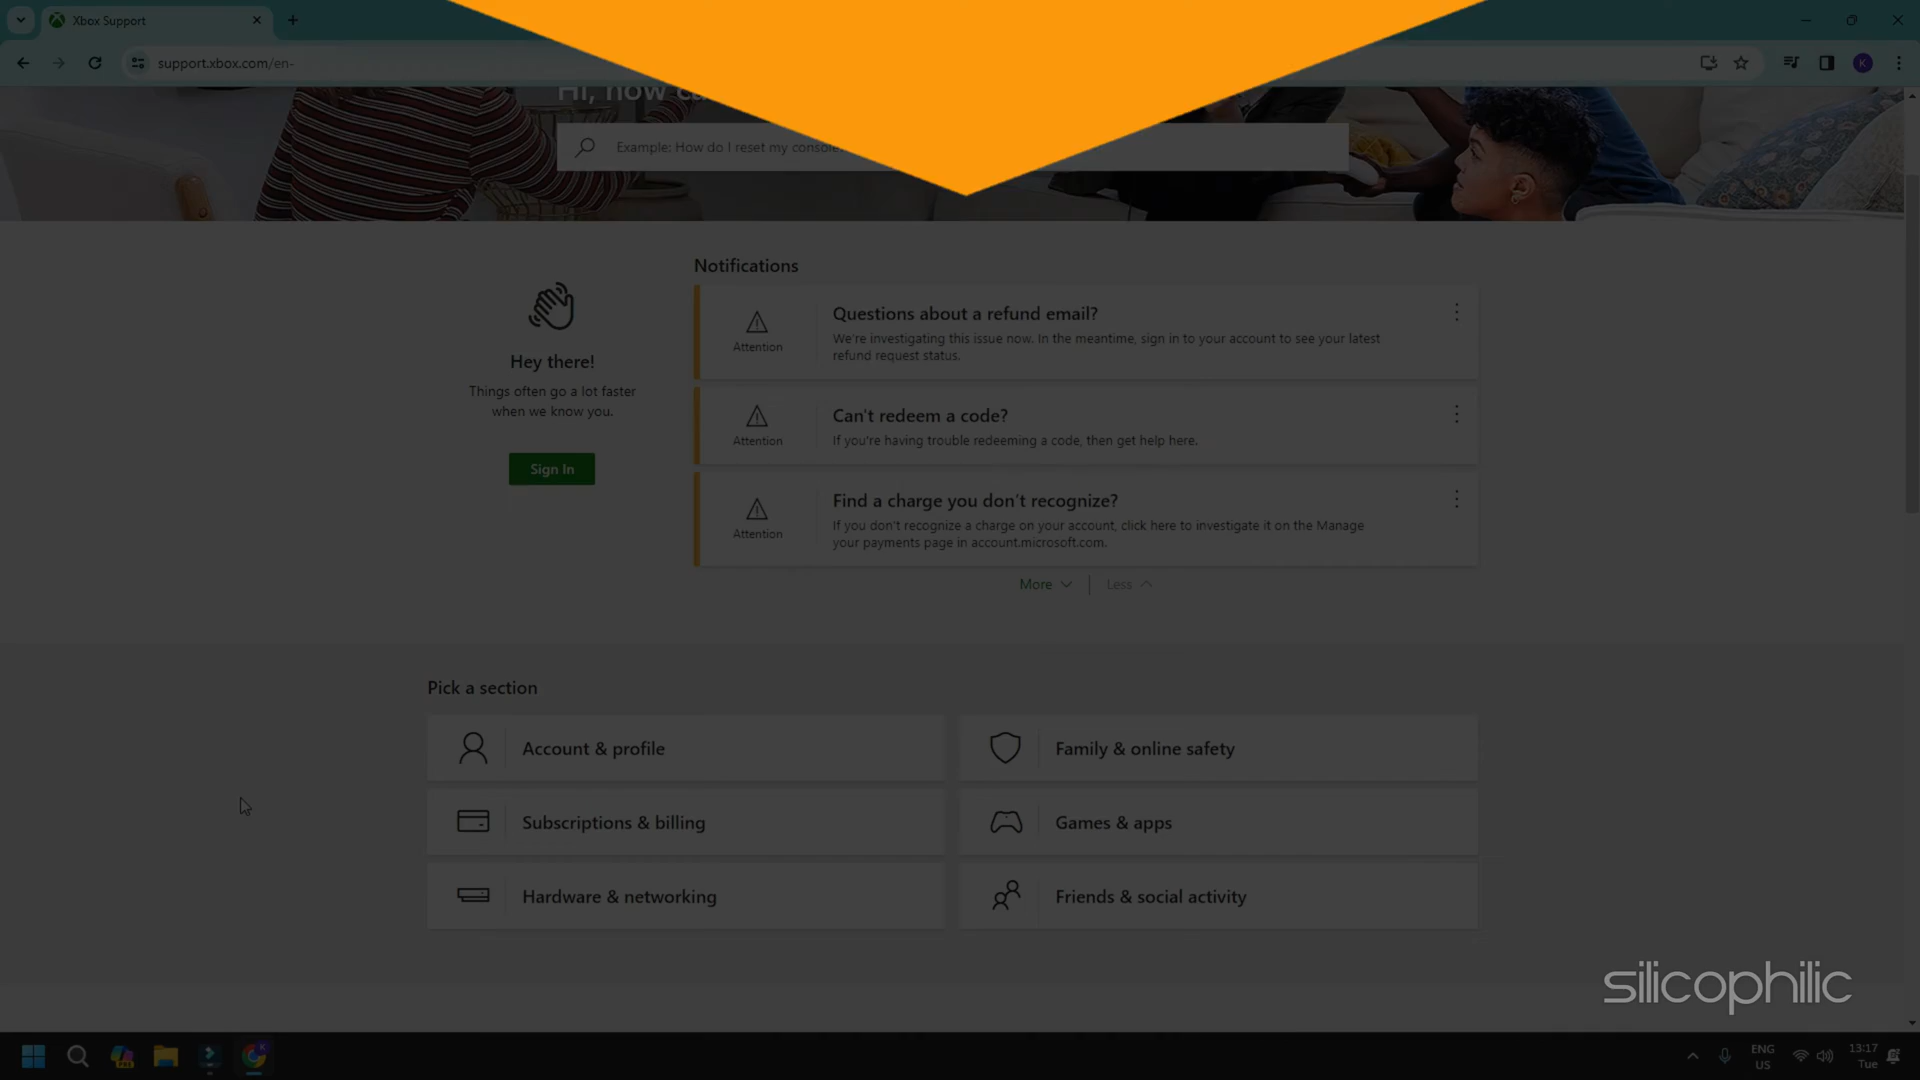 Xbox Support
support.xbox.com/en-
Hi, how ca
Example: How do I reset my console
Notifications
Hey there!
Things often go a lot faster
when we know you.
Sign In
Attention
Questions about a refund email?
We're investigating this issue now. In the meantime, sign in to your account to see your latest
refund request status.
Attention
Can't redeem a code?
If you're having trouble redeeming a code, then get help here.
Attention
Find a charge you don't recognize?
If you don't recognize a charge on your account, click here to investigate it on the Manage
your payments page in account.microsoft.com.
More
Less
Pick a section
Account & profile
Family & online safety
Subscriptions & billing
Games & apps
Hardware & networking
Friends & social activity
silicophilic
ENG
US
13:17
Tue